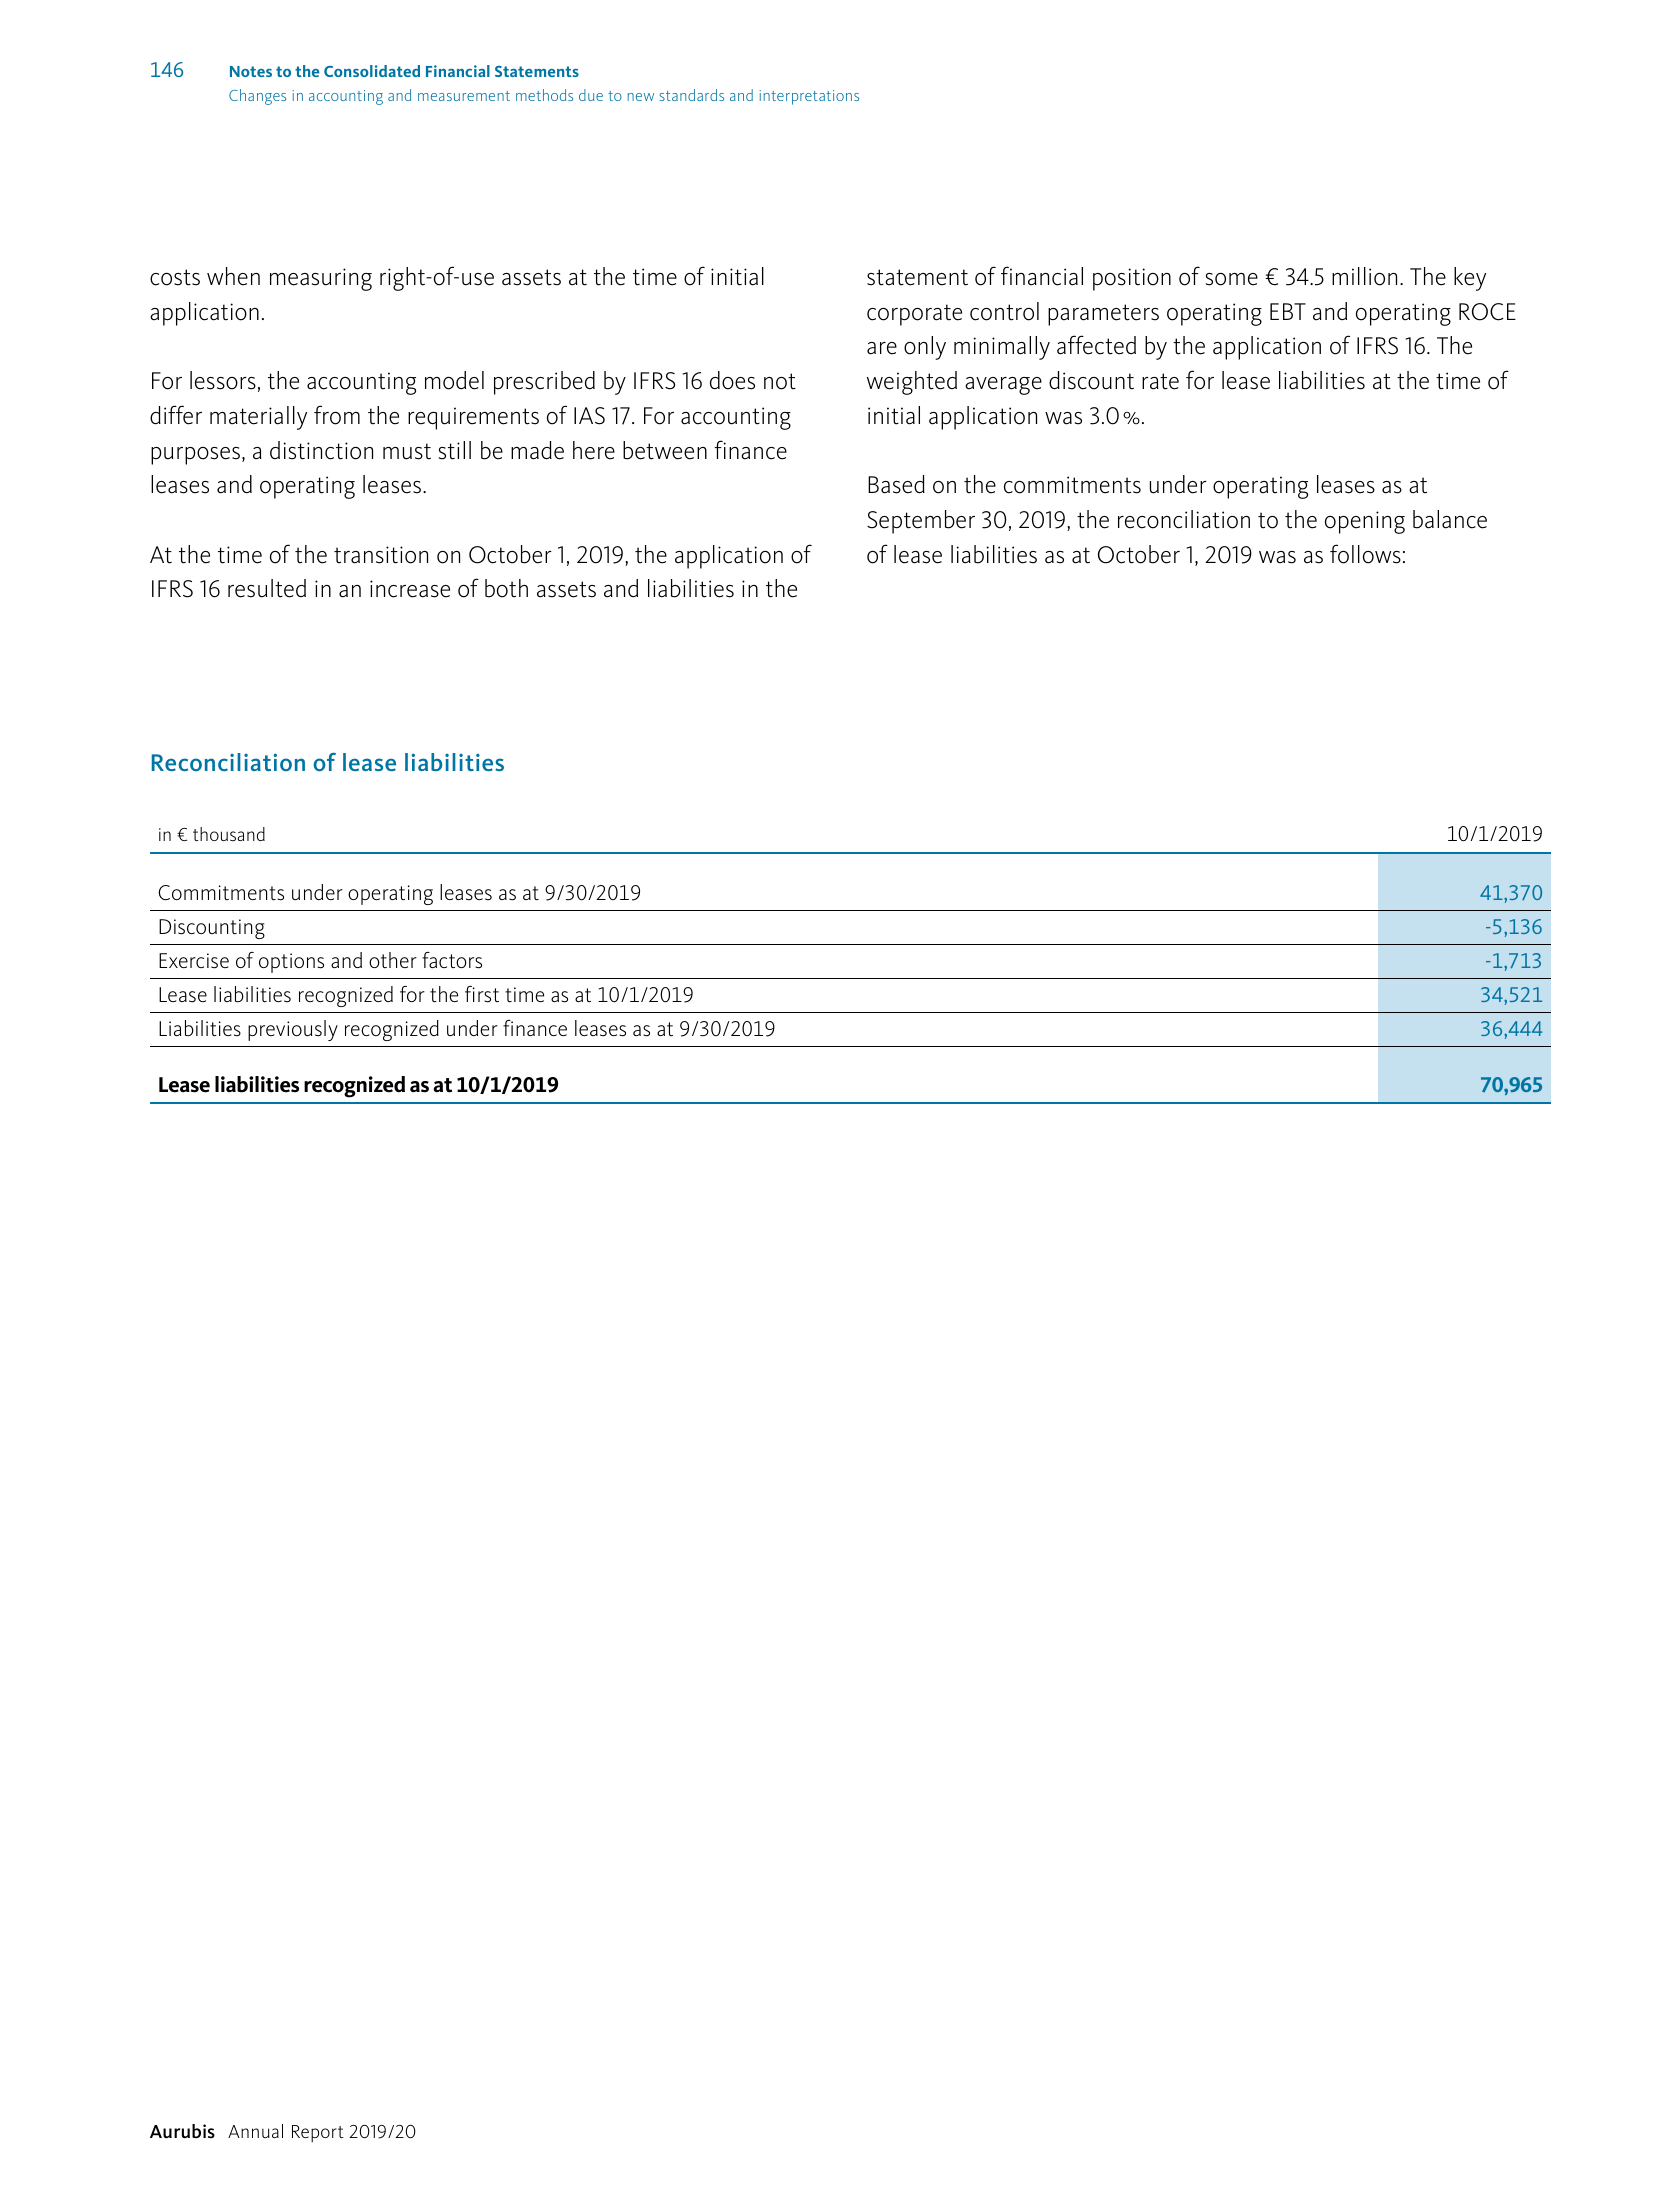 146
Notes to the Consolidated Financial Statements
Changes in accounting and measurement methods due to new standards and interpretations
costs when measuring right-of-use assets at the time of initial
application.
For lessors, the accounting model prescribed by IFRS 16 does not
differ materially from the requirements of IAS 17. For accounting
purposes, a distinction must still be made here between finance
leases and operating leases.
At the time of the transition on October 1, 2019, the application of
IFRS 16 resulted in an increase of both assets and liabilities in the
statement of financial position of some € 34.5 million. The key
corporate control parameters operating EBT and operating ROCE
are only minimally affected by the application of IFRS 16. The
weighted average discount rate for lease liabilities at the time of
initial application was 3.0 %.
Based on the commitments under operating leases as at
September 30, 2019, the reconciliation to the opening balance
of lease liabilities as at October 1, 2019 was as follows:
Reconciliation of lease liabilities
in € thousand 10/1/2019
Commitments under operating leases as at 9/30/2019 41,370
Discounting -5,136
Exercise of options and other factors -1,713
Lease liabilities recognized for the first time as at 10/1/2019 34,521
Liabilities previously recognized under finance leases as at 9/30/2019 36,444
Lease liabilities recognized as at 10/1/2019 70,965
Aurubis Annual Report 2019/20